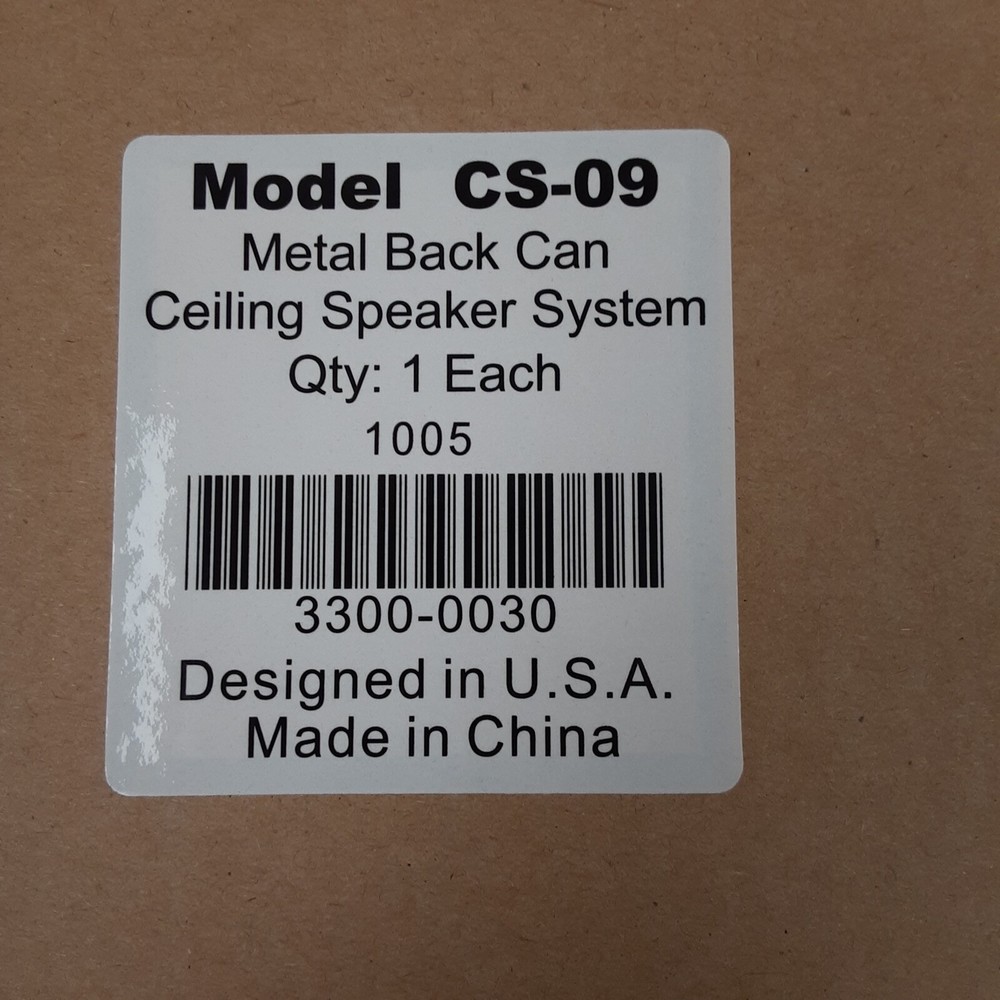 Model CS-09
Metal Back Can
Ceiling Speaker System
Qty: 1 Each
1005
3300-0030
Designed in U.S.A.
Made in China